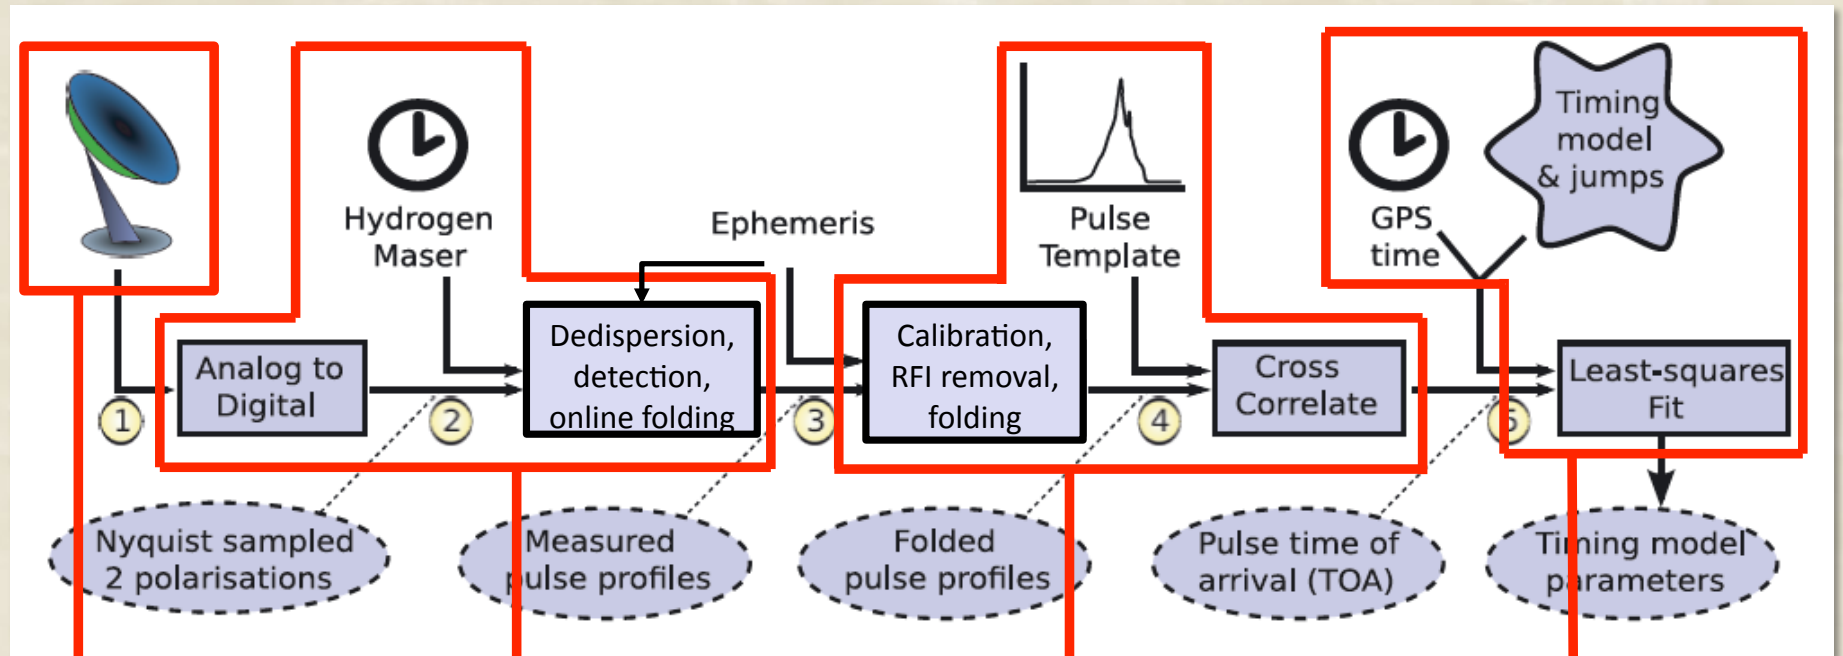 Hydrogen
Maser
Ephemeris
Pulse
Template
GPS
time
Timing
model
& jumps
Analog to
Digital
Dedispersion,
detection,
online folding
Calibration,
RFI removal,
folding
Cross
Correlate
Least-squares
Fit
1
2
3
4
5
Nyquist sampled
2 polarisations
Measured
pulse profiles
Folded
pulse profiles
Pulse time of
arrival (TOA)
Timing model
parameters